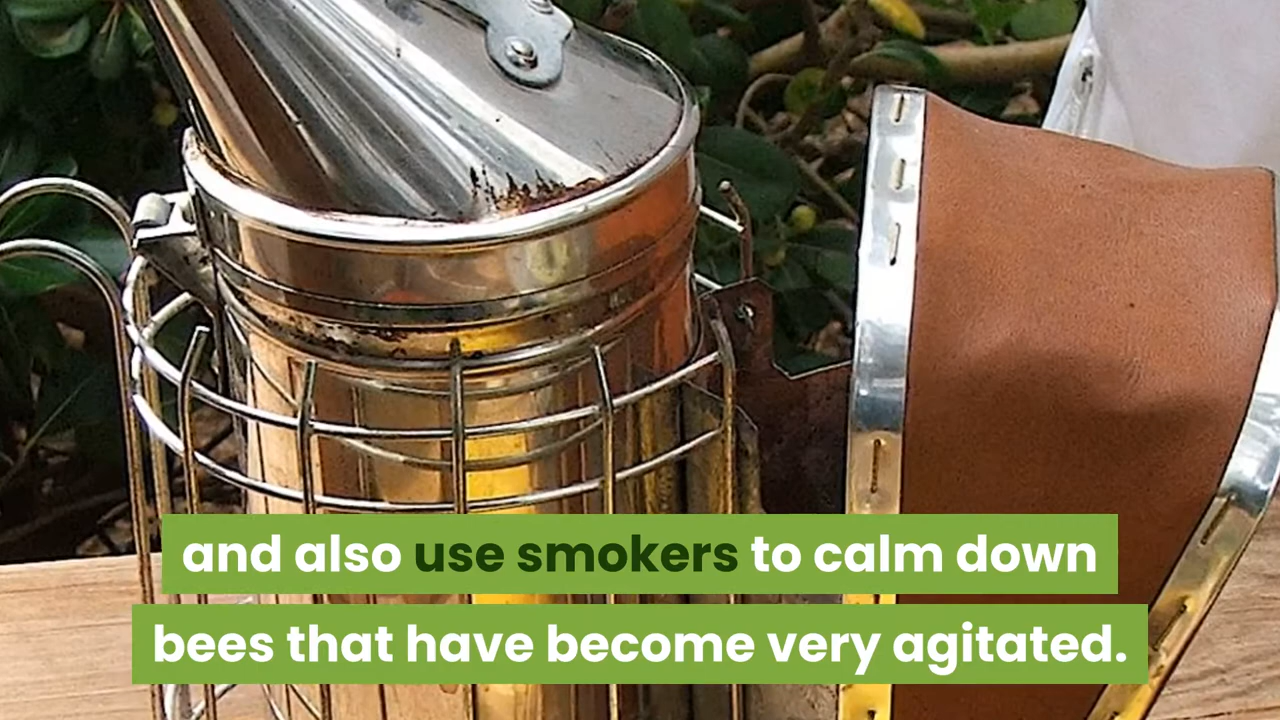 and also use smokers to calm down
bees that have become very agitated.